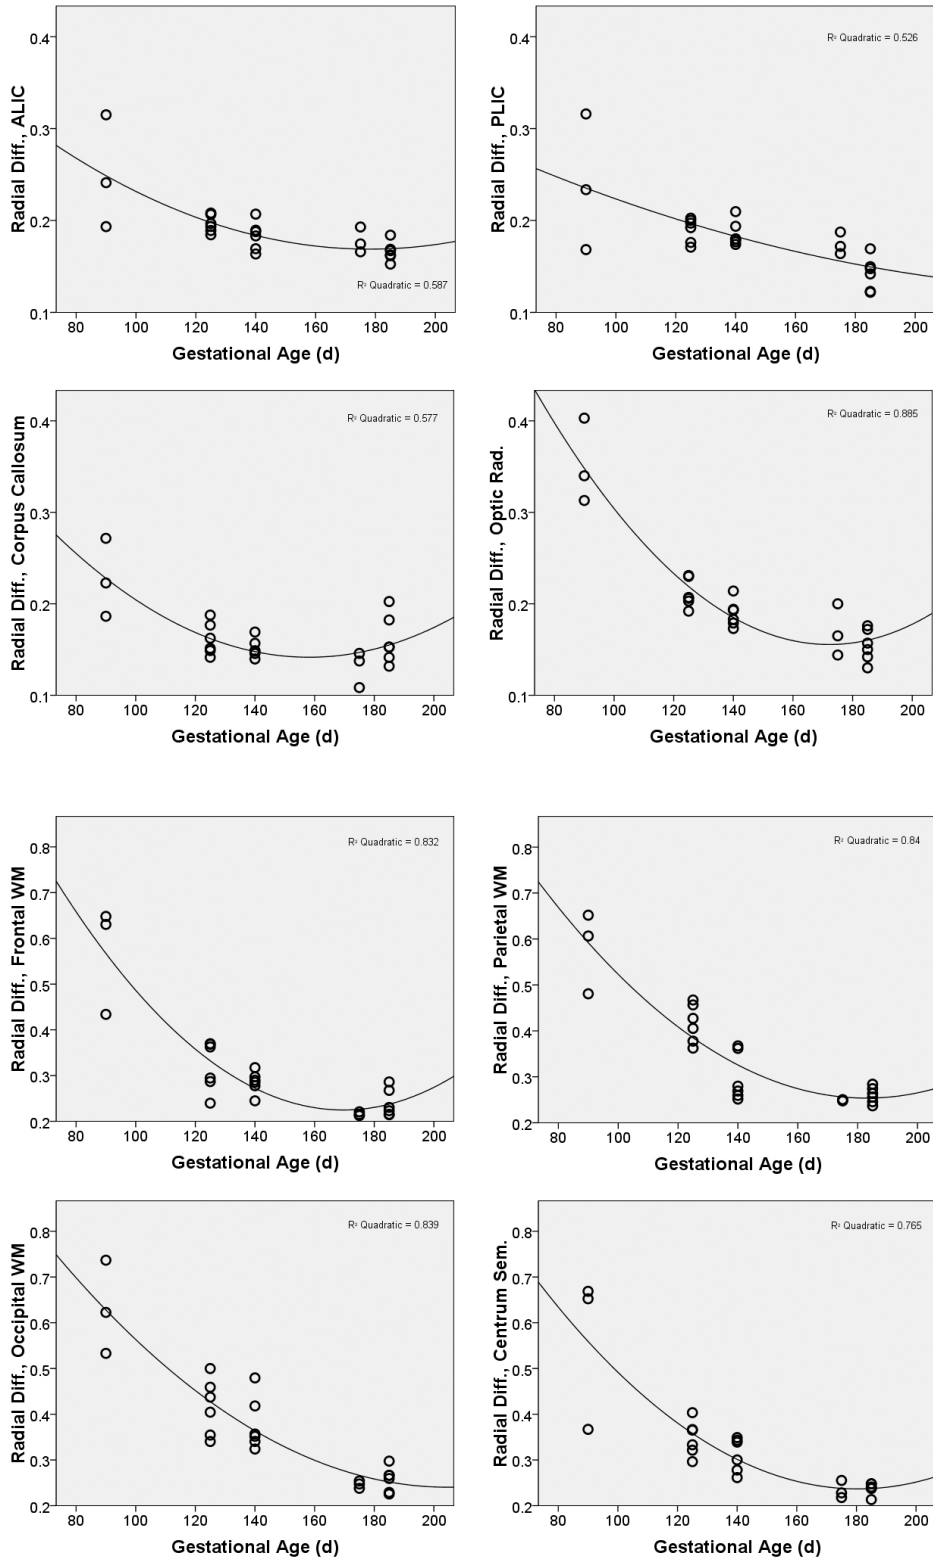 Radial Diff., ALIC
0.4
0.3
0.2
0.1
R² Quadratic = 0.587
80 100 120 140 160 180 200
Gestational Age (d)
Radial Diff., PLIC
0.4
0.3
0.2
0.1
R² Quadratic = 0.526
80 100 120 140 160 180 200
Gestational Age (d)
Radial Diff., Corpus Callosum
0.4
0.3
0.2
0.1
R² Quadratic = 0.577
80 100 120 140 160 180 200
Gestational Age (d)
Radial Diff., Optic Rad.
0.4
0.3
0.2
0.1
R² Quadratic = 0.885
80 100 120 140 160 180 200
Gestational Age (d)
Radial Diff., Frontal WM
0.8
0.7
0.6
0.5
0.4
0.3
0.2
R² Quadratic = 0.832
80 100 120 140 160 180 200
Gestational Age (d)
Radial Diff., Parietal WM
0.8
0.7
0.6
0.5
0.4
0.3
0.2
R² Quadratic = 0.84
80 100 120 140 160 180 200
Gestational Age (d)
Radial Diff., Occipital WM
0.8
0.7
0.6
0.5
0.4
0.3
0.2
R² Quadratic = 0.839
80 100 120 140 160 180 200
Gestational Age (d)
Radial Diff., Centrum Sem.
0.8
0.7
0.6
0.5
0.4
0.3
0.2
R² Quadratic = 0.765
80 100 120 140 160 180 200
Gestational Age (d)